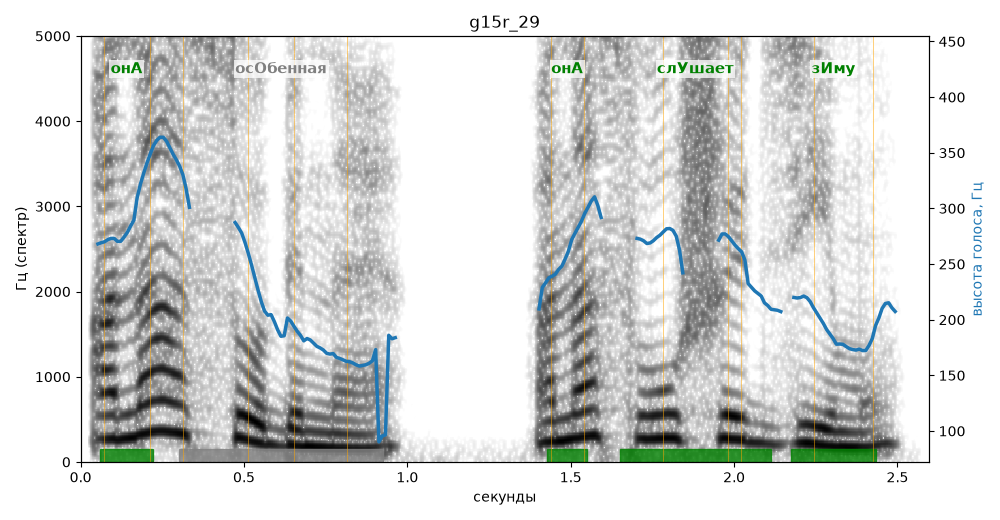 g15r_29
5000
4000
3000
2000
1000
0
Гц (спектр)
онА
осОбенная
онА
слУшает
зИму
450
400
350
300
250
200
150
100
высота голоса, Гц
0.0
0.5
1.0
1.5
2.0
2.5
секунды